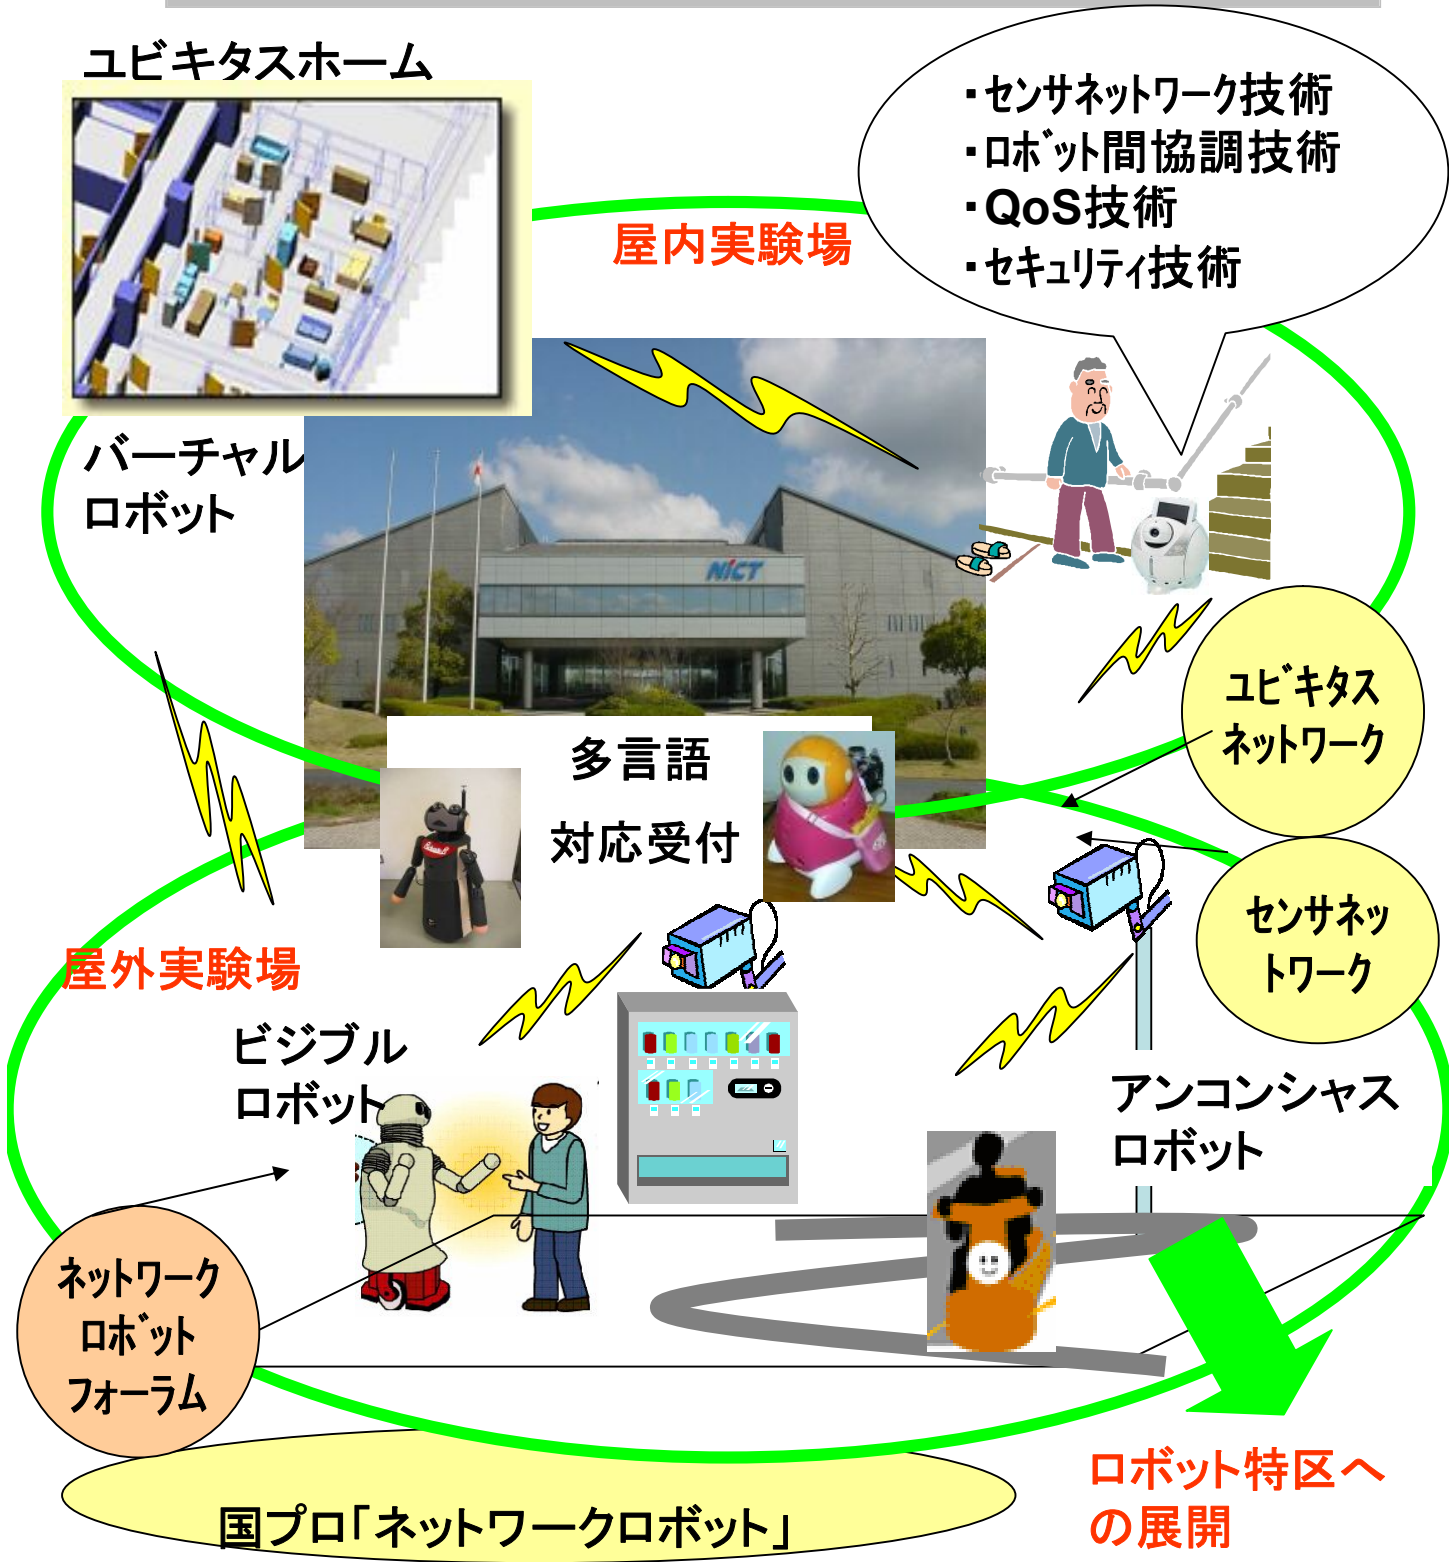 ユビキタスホーム
・センサネットワーク技術
・ロボット間協調技術
・QoS技術
・セキュリティ技術
屋内実験場
バーチャル
ロボット
NiCT
ユビキタス
ネットワーク
多言語
対応受付
センサネッ
トワーク
屋外実験場
ビジブル
ロボット
アンコンシャス
ロボット
ネットワーク
ロボット
フォーラム
国プロ「ネットワークロボット」
ロボット特区へ
の展開